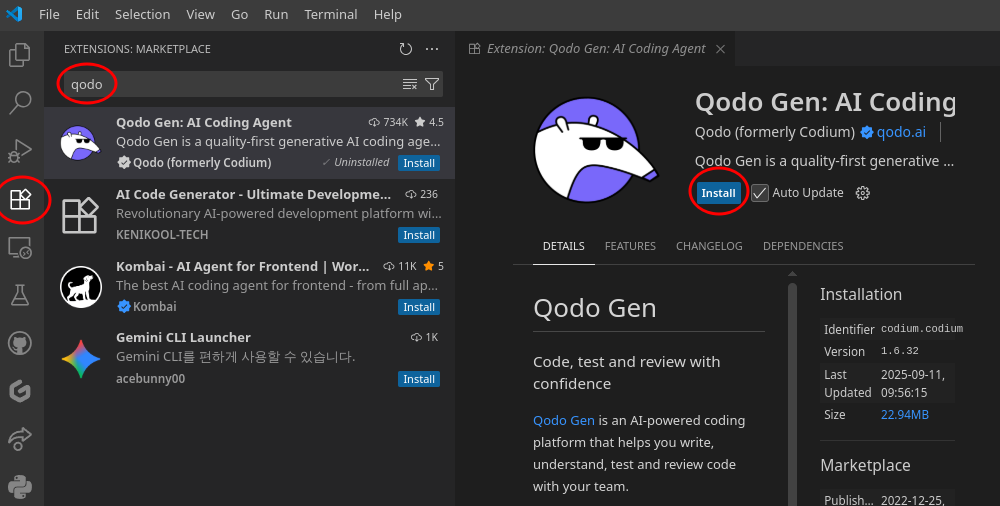 File Edit Selection View Go Run Terminal Help
EXTENSIONS: MARKETPLACE
qodo
Qodo Gen: AI Coding Agent 734K 4.5
Qodo Gen is a quality-first generative AI coding age...
Qodo (formerly Codium) ✓ Uninstalled Install
AI Code Generator - Ultimate Developme... 236
Revolutionary AI-powered development platform wi...
KENIKOOL-TECH Install
Kombai - AI Agent for Frontend | Wor... 11K 5
The best AI coding agent for frontend - from full ap...
Kombai Install
Gemini CLI Launcher 1K
Gemini CLI를 편하게 사용할 수 있습니다.
acebunny00 Install
Extension: Qodo Gen: AI Coding Agent
Qodo Gen: AI Coding
Qodo (formerly Codium) qodo.ai
Qodo Gen is a quality-first generative ...
Install Auto Update
DETAILS FEATURES CHANGELOG DEPENDENCIES
Qodo Gen
Code, test and review with
confidence
Qodo Gen is an AI-powered coding
platform that helps you write,
understand, test and review code
with your team.
Installation
Identifier codium.codium
Version 1.6.32
Last 2025-09-11,
Updated 09:56:15
Size 22.94MB
Marketplace
Publish... 2022-12-25,